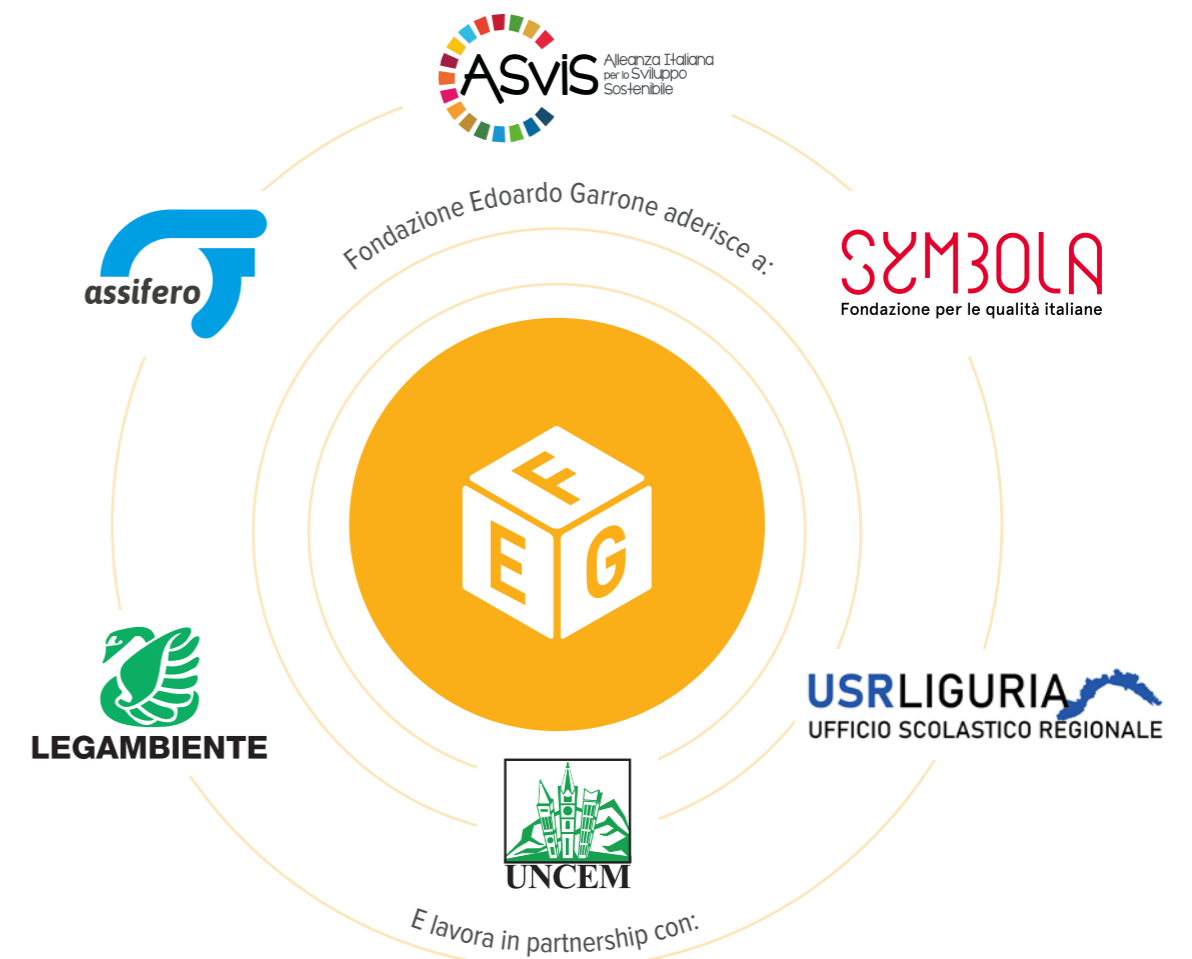 ASviS
Alleanza Italiana
per lo Sviluppo
Sostenibile
Fondazione Edoardo Garrone aderisce a:
assifero
SYMBOLA
Fondazione per le qualità italiane
F
E
G
LEGAMBIENTE
USRLIGURIA
UFFICIO SCOLASTICO REGIONALE
UNCEM
E lavora in partnership con: